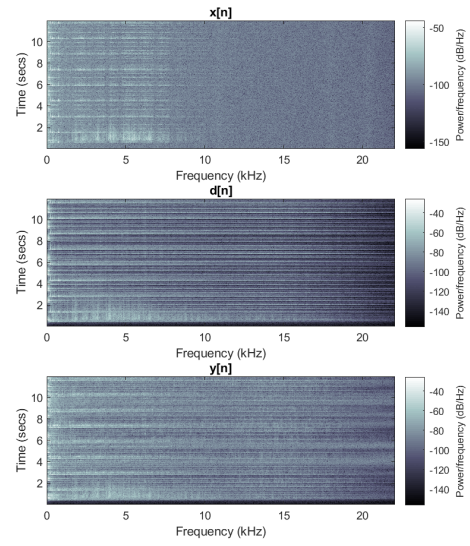 x[n]
10
8
6
4
2
Time (secs)
0 5 10 15 20
Frequency (kHz)
-50
-100
-150
Power/frequency (dB/Hz)
d[n]
10
8
6
4
2
Time (secs)
0 5 10 15 20
Frequency (kHz)
-40
-60
-80
-100
-120
-140
Power/frequency (dB/Hz)
y[n]
10
8
6
4
2
Time (secs)
0 5 10 15 20
Frequency (kHz)
-40
-60
-80
-100
-120
-140
Power/frequency (dB/Hz)